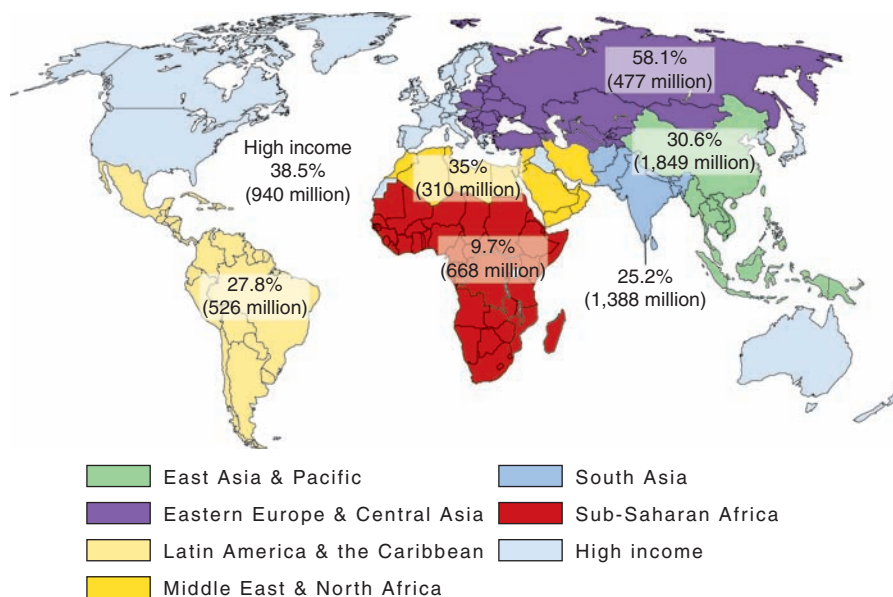 58.1%
(477 million)
High income
38.5%
(940 million)
35%
(310 million)
30.6%
(1,849 million)
9.7%
(668 million)
25.2%
(1,388 million)
27.8%
(526 million)
East Asia & Pacific
Eastern Europe & Central Asia
Latin America & the Caribbean
Middle East & North Africa
South Asia
Sub-Saharan Africa
High income